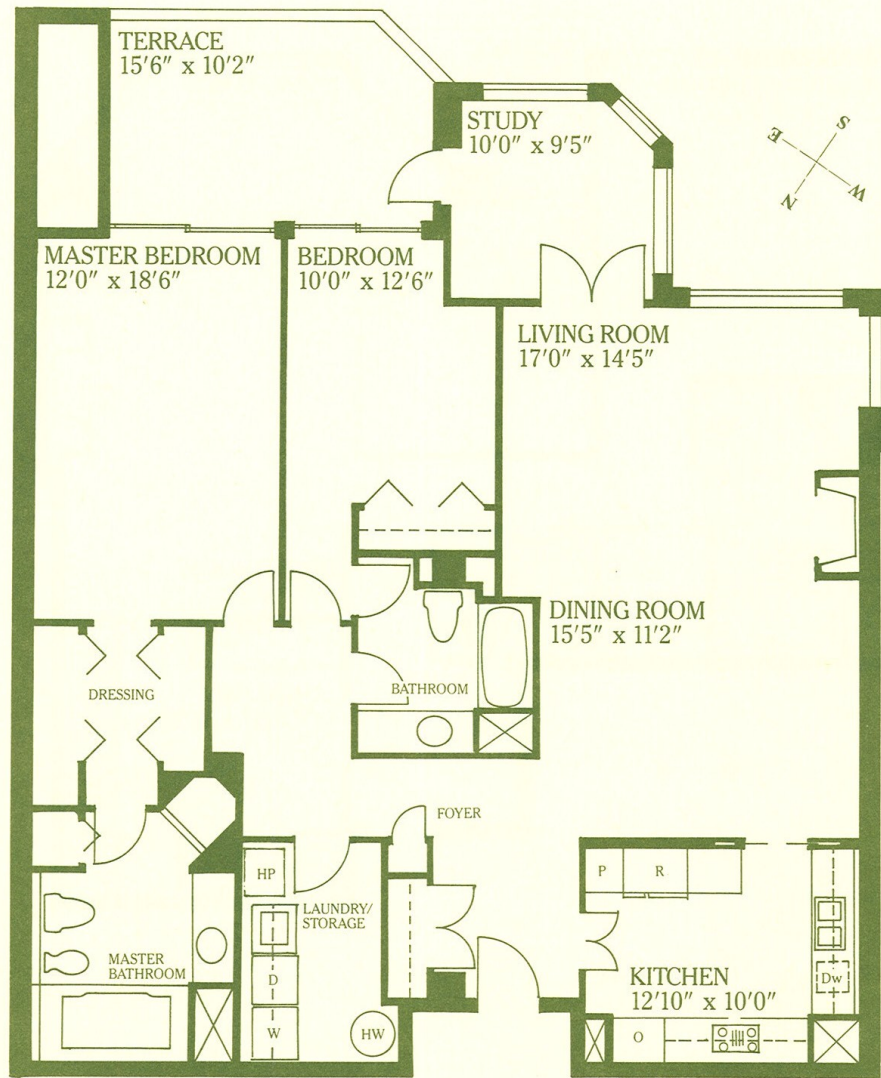 TERRACE
15'6" x 10'2"
STUDY
10'0" x 9'5"
S
E
W
N
MASTER BEDROOM
12'0" x 18'6"
BEDROOM
10'0" x 12'6"
LIVING ROOM
17'0" x 14'5"
DINING ROOM
15'5" x 11'2"
DRESSING
BATHROOM
FOYER
HP
P
R
LAUNDRY/
STORAGE
MASTER
BATHROOM
D
KITCHEN
12'10" x 10'0"
Dw
W
HW
O